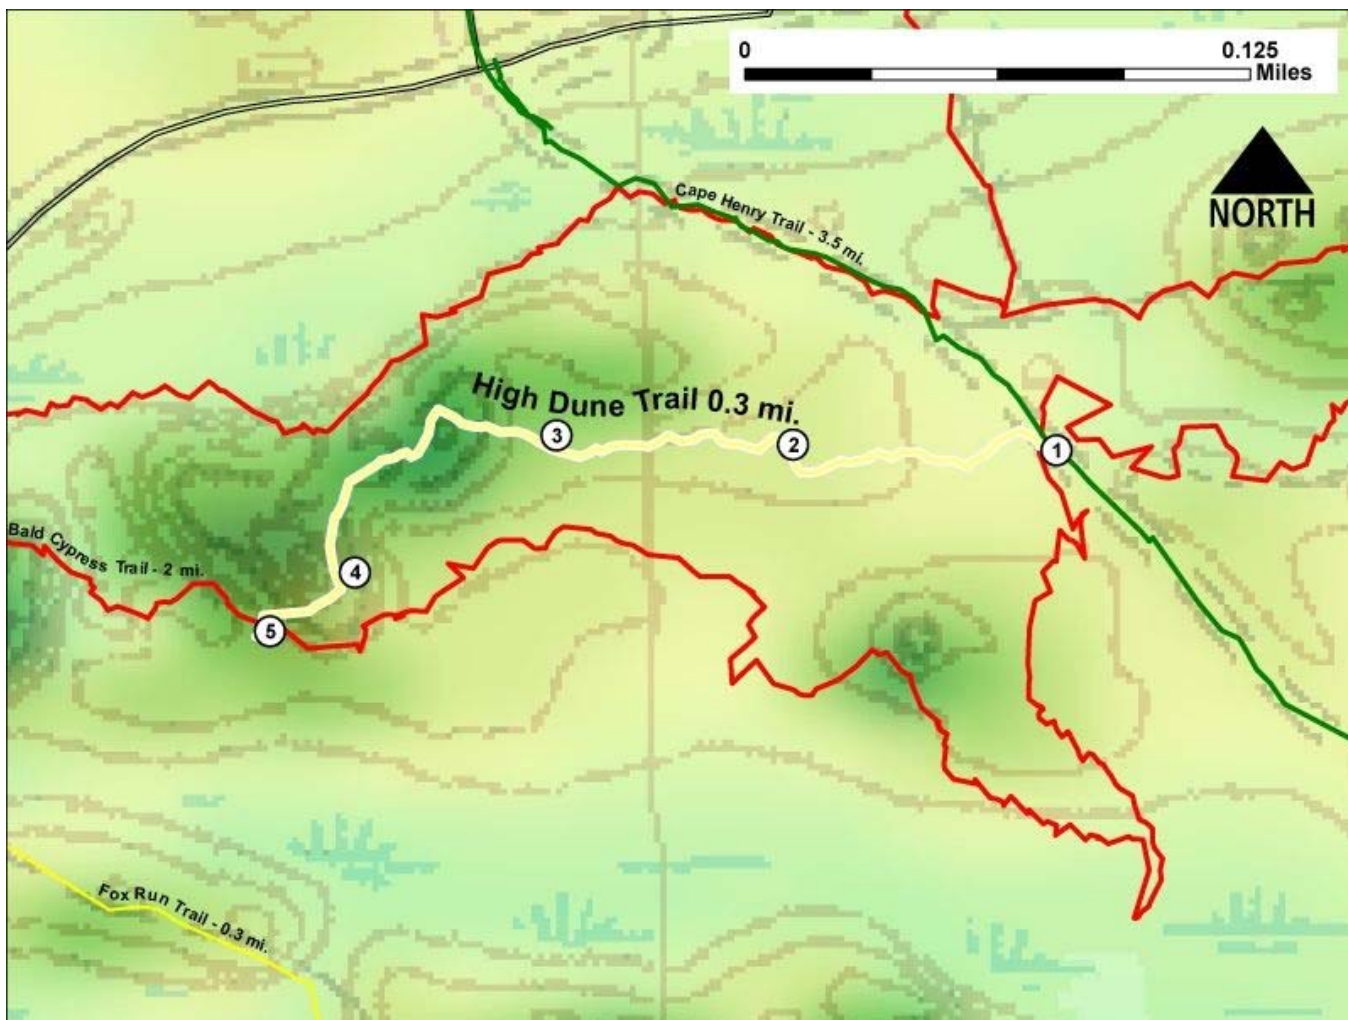 0 0.125
Miles
NORTH
Cape Henry Trail - 3.5 mi.
High Dune Trail 0.3 mi.
3
2
1
Bald Cypress Trail - 2 mi.
4
5
Fox Run Trail - 0.3 mi.